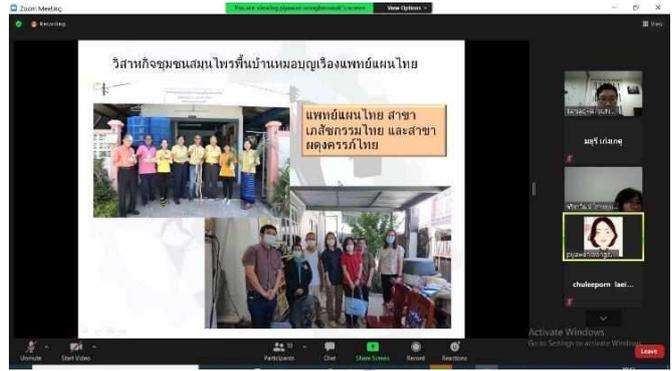 Zoom Meeting
You are viewing piyawan wongboonnak's screen
View Options
Recording
View
วิสาหกิจชุมชนสมุนไพรพื้นบ้านหมอบุญเรืองแพทย์แผนไทย
แพทย์แผนไทย สาขา
เภสัชกรรมไทย และสาขา
ผดุงครรภ์ไทย
มยุรี เก่งเกตุ
chuleeporn laei...
Activate Windows
Go to Settings to activate Windows.
Unmute
Start Video
Participants
Chat
Share Screen
Record
Reactions
Leave